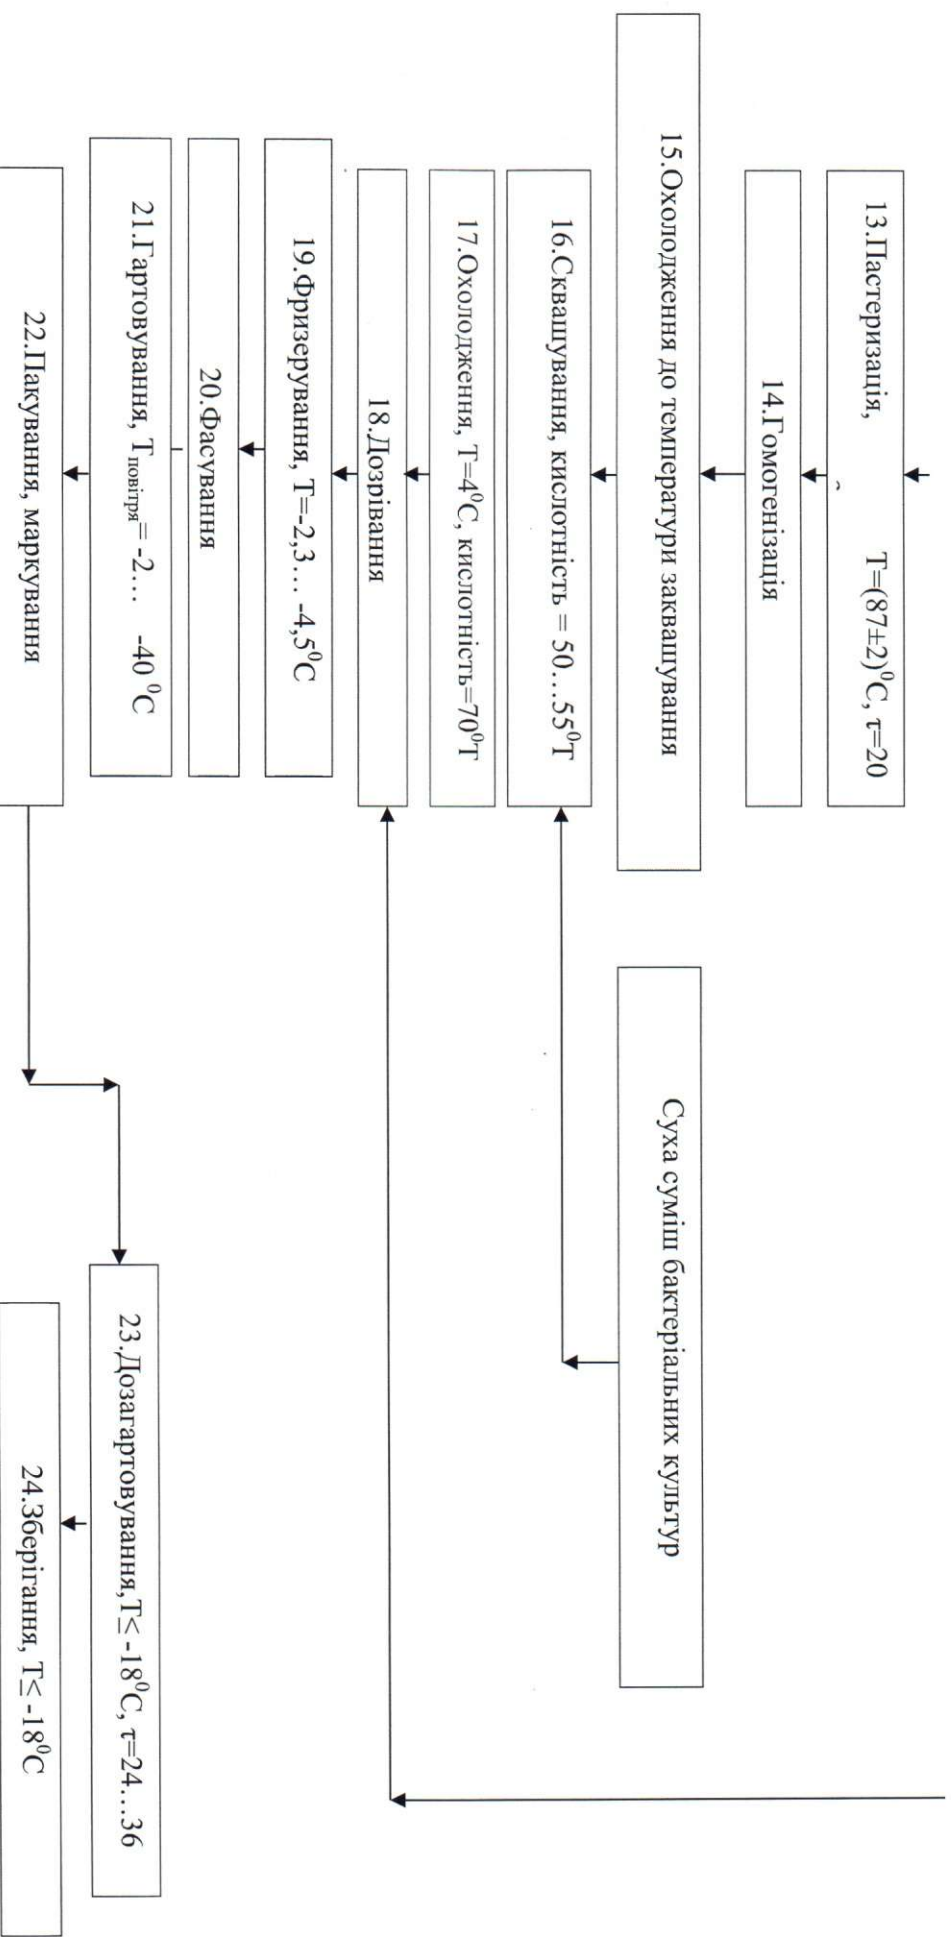 13.Пастеризація, T=(87±2)⁰C, τ=20
14.Гомогенізація
15.Охолодження до температури заквашування
Суха суміш бактеріальних культур
16.Сквашування, кислотність = 50…55⁰Т
17.Охолодження, Т=4⁰С, кислотність=70⁰Т
18.Дозрівання
19.Фризерування, Т=-2,3… -4,5⁰С
20.Фасування
21.Гартовування, Т повітря= -2… -40 ⁰С
22.Пакування, маркування
23.Дозагартовування,Т≤ -18⁰С, τ=24…36
24.Зберігання, Т≤ -18⁰С